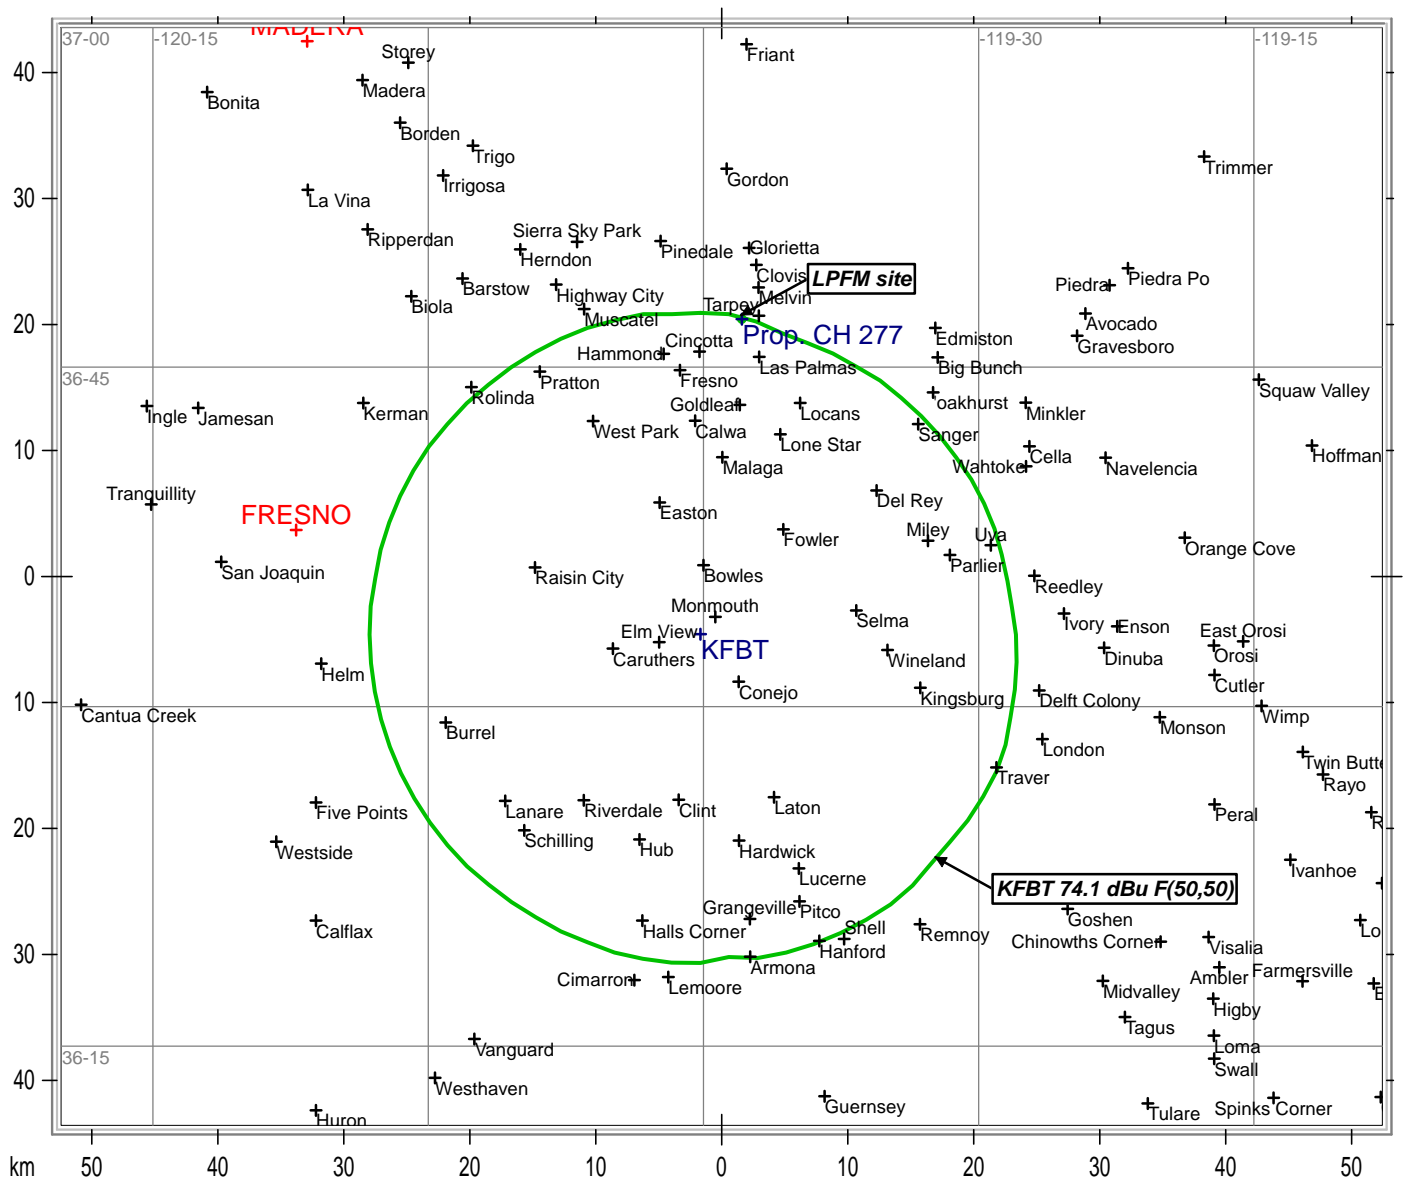 MADERA
37-00
-120-15
-119-30
-119-15
Storey
Friant
40
Madera
Bonita
Borden
Trigo
Trimmer
Gordon
Irrigosa
30
La Vina
Sierra Sky Park
Ripperdan
Pinedale
Glorietta
Herndon
Clovis
LPFM site
Piedra Po
Piedra
Barstow
Highway City
Melvin
Tarpey
Biola
Muscatel
Avocado
20
Prop. CH 277
Edmiston
Cincotta
Gravesboro
Hammond
Las Palmas
Big Bunch
36-45
Pratton
Fresno
Squaw Valley
Rolinda
oakhurst
Goldleaf
Locans
Kerman
Minkler
Ingle
Jamesan
West Park
Calwa
Sanger
Lone Star
10
Hoffman
Cella
Malaga
Wahtoke
Navelencia
Tranquillity
Del Rey
Easton
FRESNO
Miley
Uya
Fowler
Orange Cove
Parlier
San Joaquin
0
Raisin City
Bowles
Reedley
Monmouth
Selma
Ivory
Enson
East Orosi
Elm View
KFBT
Caruthers
Wineland
Dinuba
Orosi
Helm
Cutler
Conejo
Kingsburg
Delft Colony
10
Cantua Creek
Wimp
Burrel
Monson
London
Twin Butte
Traver
Rayo
Five Points
Lanare
Riverdale
Clint
Laton
Peral
20
R
Schilling
Westside
Hub
Hardwick
Ivanhoe
Lucerne
KFBT 74.1 dBu F(50,50)
Grangeville
Pitco
Goshen
Calflax
Halls Corner
Shell
Remnoy
Lo
Chinowths Corner
Visalia
30
Hanford
Armona
Cimarron
Lemoore
Ambler
Farmersville
Midvalley
E
Higby
Tagus
Vanguard
Loma
36-15
Swall
40
Westhaven
Guernsey
Tulare
Spinks Corner
Huron
km
50
40
30
20
10
0
10
20
30
40
50